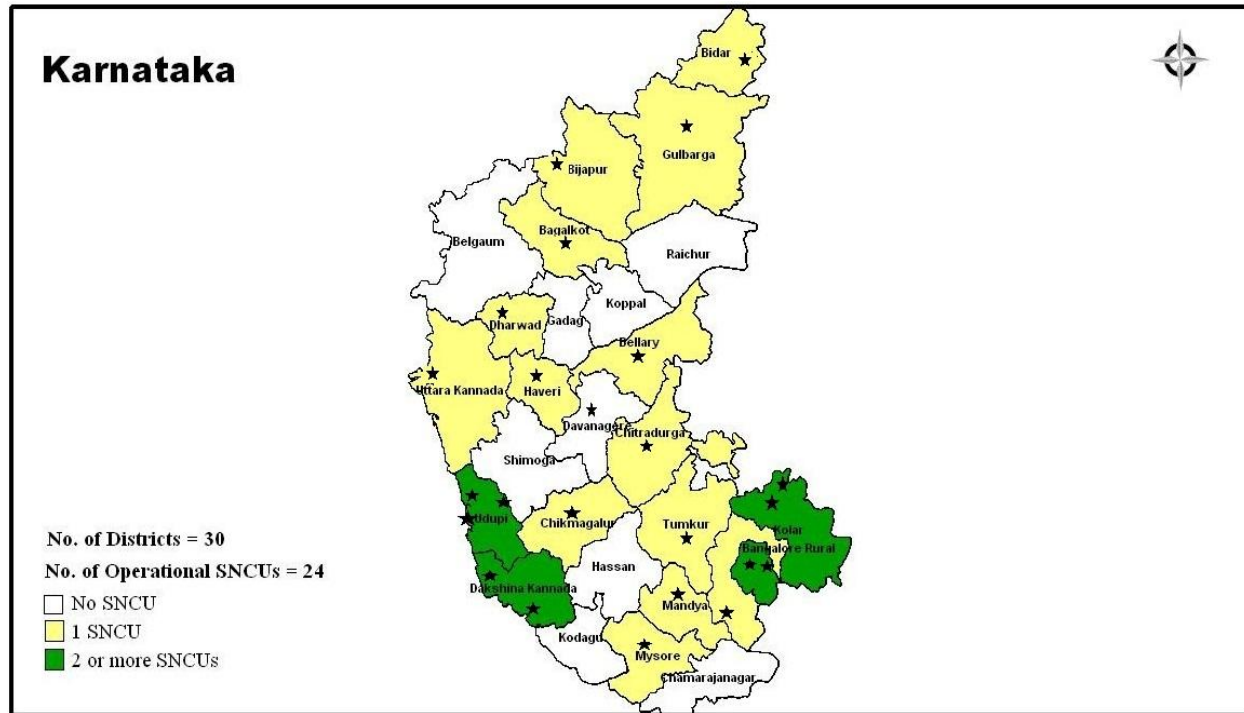 Karnataka
Bidar
Gulbarga
Bijapur
Bagalkot
Belgaum
Raichur
Koppal
Gadag
Dharwad
Bellary
Uttara Kannada
Haveri
Davanagere
Chitradurga
Shimoga
Udupi
Chikmagalur
Tumkur
Kolar
Bangalore Rural
Hassan
Dakshina Kannada
Mandya
Kodagu
Mysore
Chamarajanagar
No. of Districts = 30
No. of Operational SNCUs = 24
No SNCU
1 SNCU
2 or more SNCUs